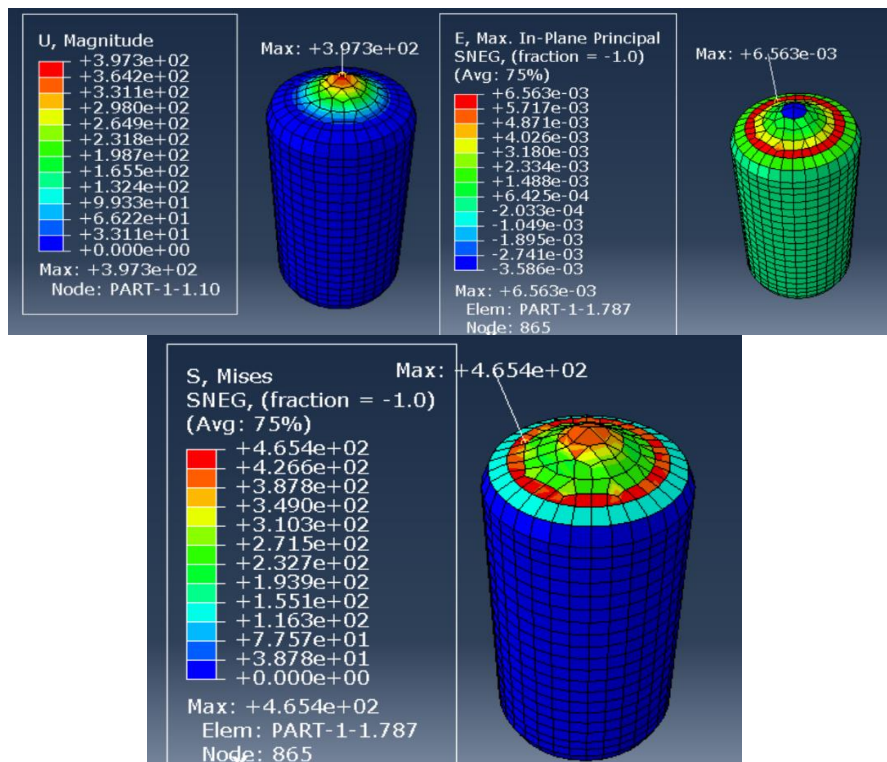 U, Magnitude
+3.973e+02
+3.642e+02
+3.311e+02
+2.980e+02
+2.649e+02
+2.318e+02
+1.987e+02
+1.655e+02
+1.324e+02
+9.933e+01
+6.622e+01
+3.311e+01
+0.000e+00
Max: +3.973e+02
Node: PART-1-1.10
Max: +3.973e+02
E, Max. In-Plane Principal
SNEG, (fraction = -1.0)
(Avg: 75%)
+6.563e-03
+5.717e-03
+4.871e-03
+4.026e-03
+3.180e-03
+2.334e-03
+1.488e-03
+6.425e-04
-2.033e-04
-1.049e-03
-1.895e-03
-2.741e-03
-3.586e-03
Max: +6.563e-03
Elem: PART-1-1.787
Node: 865
Max: +6.563e-03
S, Mises
SNEG, (fraction = -1.0)
(Avg: 75%)
+4.654e+02
+4.266e+02
+3.878e+02
+3.490e+02
+3.103e+02
+2.715e+02
+2.327e+02
+1.939e+02
+1.551e+02
+1.163e+02
+7.757e+01
+3.878e+01
+0.000e+00
Max: +4.654e+02
Elem: PART-1-1.787
Node: 865
Max: +4.654e+02